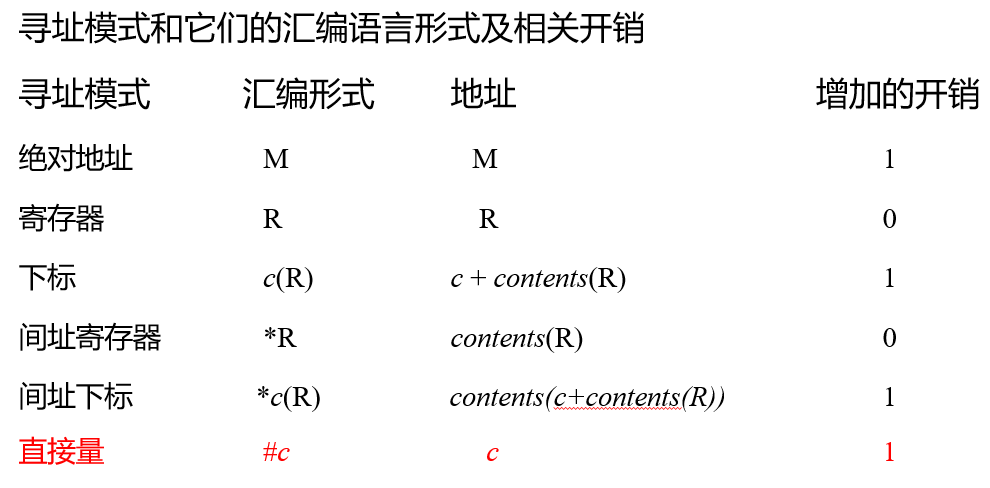 寻址模式和它们的汇编语言形式及相关开销
寻址模式 汇编形式 地址 增加的开销
绝对地址 M M 1
寄存器 R R 0
下标 c(R) c + contents(R) 1
间址寄存器 *R contents(R) 0
间址下标 *c(R) contents(c+contents(R)) 1
直接量 #c c 1